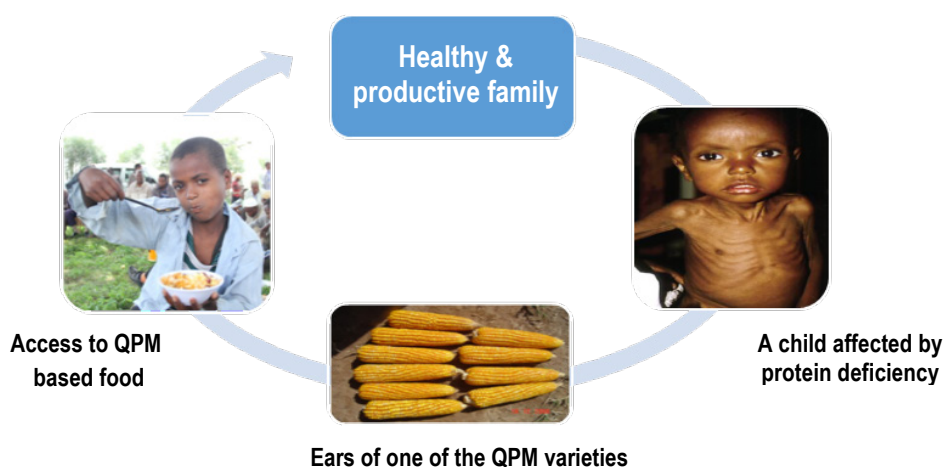 Healthy &
productive family
Access to QPM
based food
A child affected by
protein deficiency
Ears of one of the QPM varieties